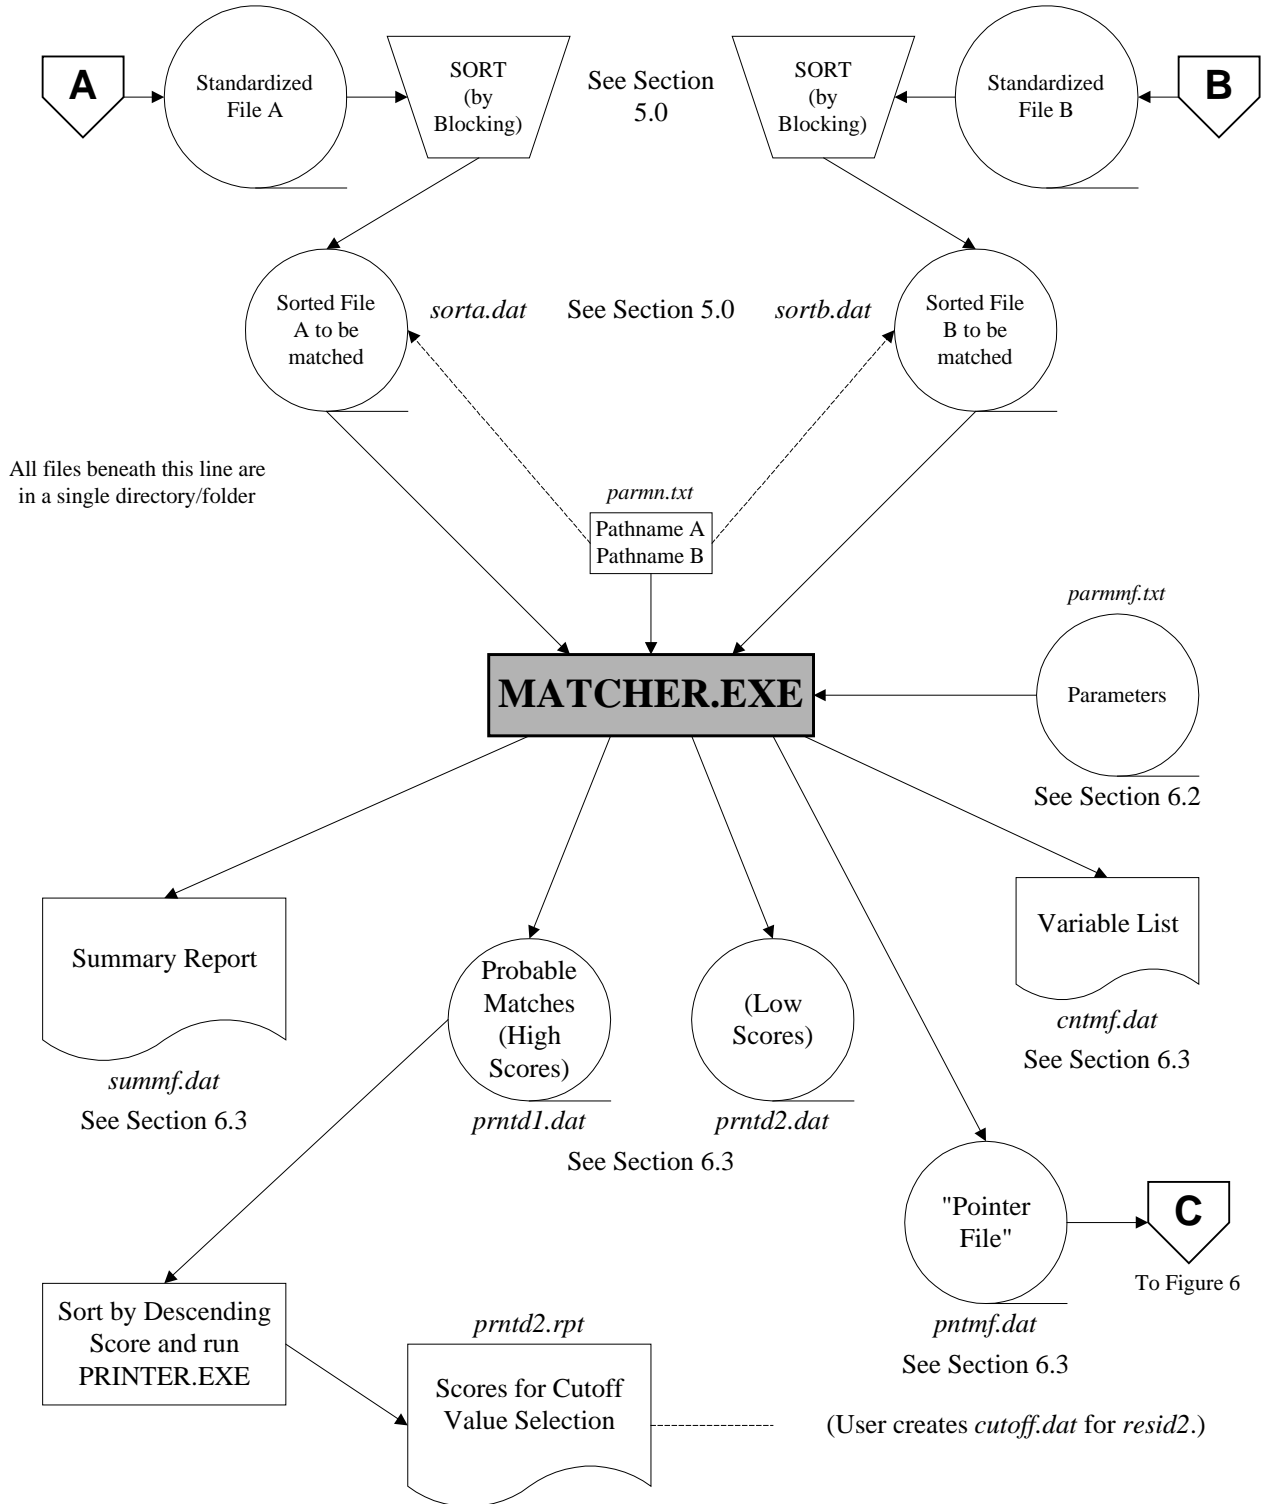 A
Standardized
File A
SORT
(by
Blocking)
See Section
5.0
SORT
(by
Blocking)
Standardized
File B
B
Sorted File
A to be
matched
sorta.dat
See Section 5.0
sortb.dat
Sorted File
B to be
matched
All files beneath this line are
in a single directory/folder
parmn.txt
Pathname A
Pathname B
parmmf.txt
Parameters
See Section 6.2
MATCHER.EXE
Summary Report
summf.dat
See Section 6.3
Probable
Matches
(High
Scores)
prntd1.dat
(Low
Scores)
prntd2.dat
See Section 6.3
Variable List
cntmf.dat
See Section 6.3
"Pointer
File"
pntmf.dat
See Section 6.3
C
To Figure 6
Sort by Descending
Score and run
PRINTER.EXE
prntd2.rpt
Scores for Cutoff
Value Selection
(User creates cutoff.dat for resid2.)